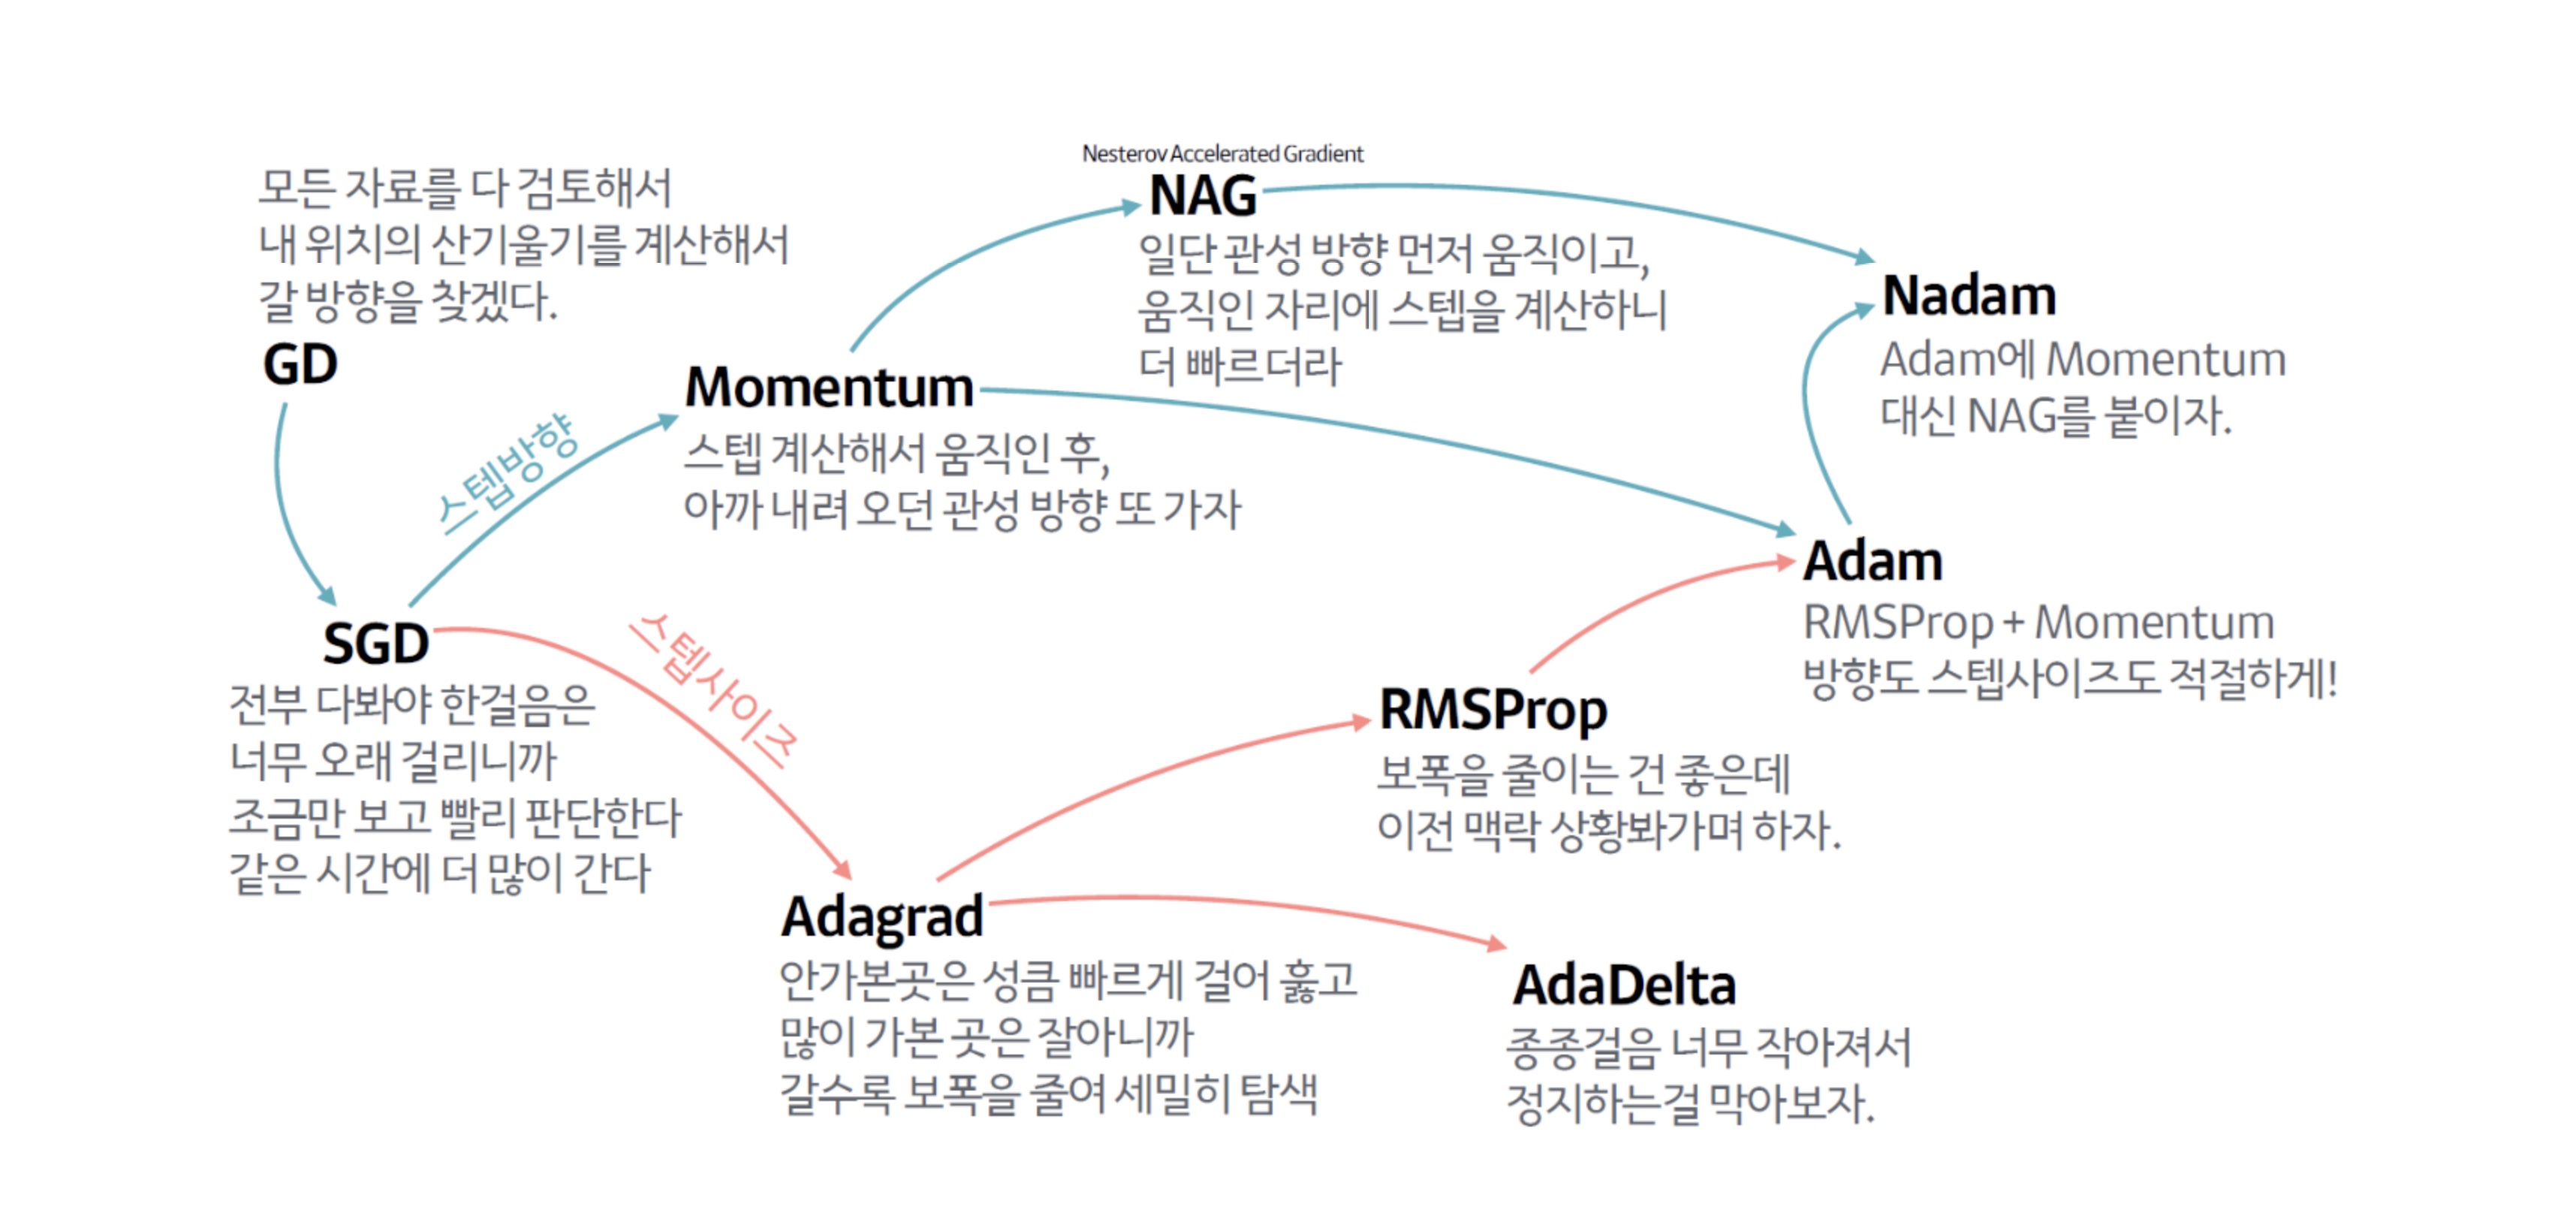 모든 자료를 다 검토해서
내 위치의 산기울기를 계산해서
갈 방향을 찾겠다.
GD
스텝방향
SGD
전부 다봐야 한걸음은
너무 오래 걸리니까
조금만 보고 빨리 판단한다
같은 시간에 더 많이 간다
Momentum
스텝 계산해서 움직인 후,
아까 내려 오던 관성 방향 또 가자
Nesterov Accelerated Gradient
NAG
일단 관성 방향 먼저 움직이고,
움직인 자리에 스텝을 계산하니
더 빠르더라
Nadam
Adam에 Momentum
대신 NAG를 붙이자.
Adam
RMSProp + Momentum
방향도 스텝사이즈도 적절하게!
스텝사이즈
RMSProp
보폭을 줄이는 건 좋은데
이전 맥락 상황봐가며 하자.
Adagrad
안가본곳은 성큼 빠르게 걸어 훓고
많이 가본 곳은 잘아니까
갈수록 보폭을 줄여 세밀히 탐색
AdaDelta
종종걸음 너무 작아져서
정지하는걸 막아보자.